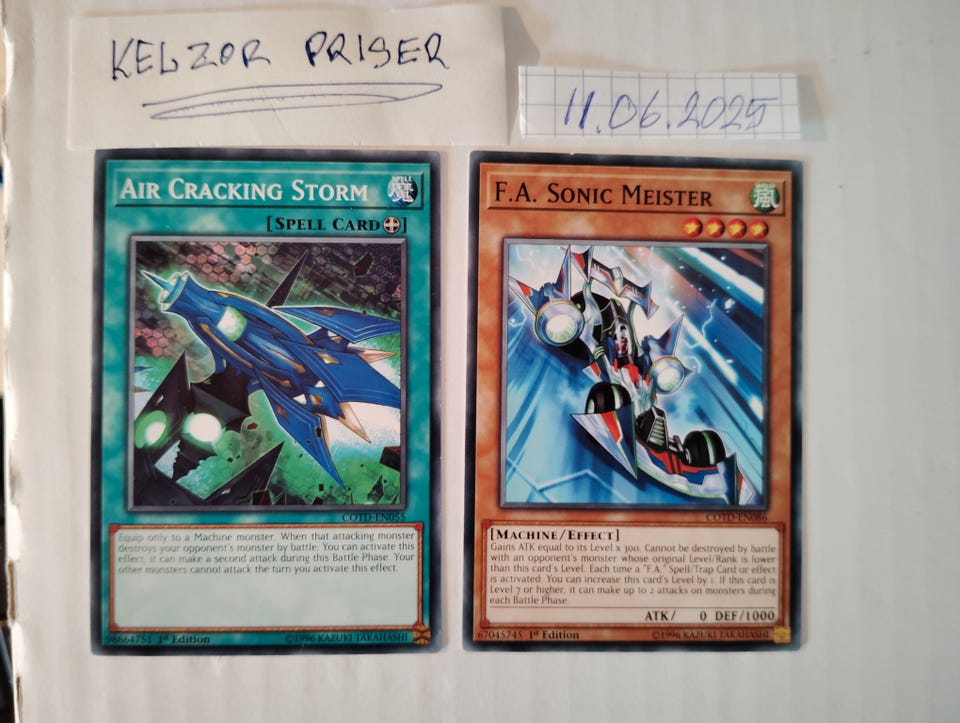 KELZOR PRISER
11.06.2025
AIR CRACKING STORM
魔
[SPELL CARD]
COTD-EN055
Equip only to a Machine monster. When that attacking monster
destroys your opponent's monster by battle: You can activate this
effect; it can make a second attack during this Battle Phase. Your
other monsters cannot attack the turn you activate this effect.
98864751 1st Edition
©1996 KAZUKI TAKAHASHI
F.A. SONIC MEISTER
WIND
風
COTD-EN086
[MACHINE/EFFECT]
Gains ATK equal to its Level x 300. Cannot be destroyed by battle
with an opponent's monster whose original Level/Rank is lower
than this card's Level. Each time a "F.A." Spell/Trap Card or effect
is activated: You can increase this card's Level by 1. If this card is
Level 7 or higher, it can make up to 2 attacks on monsters during
each Battle Phase.
ATK/ 0 DEF/1000
67045745 1st Edition
©1996 KAZUKI TAKAHASHI